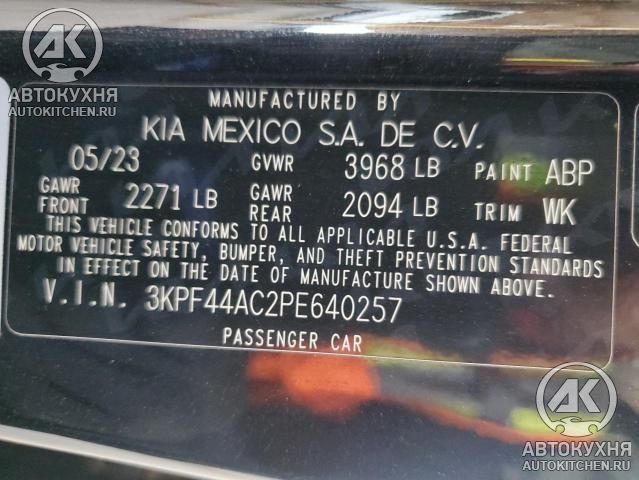 AK
АВТОКУХНЯ
AUTOKITCHEN.RU
MANUFACTURED BY
KIA MEXICO S.A. DE C.V.
05/23 GVWR 3968 LB PAINT ABP
GAWR FRONT 2271 LB GAWR REAR 2094 LB TRIM WK
THIS VEHICLE CONFORMS TO ALL APPLICABLE U.S.A. FEDERAL
MOTOR VEHICLE SAFETY, BUMPER, AND THEFT PREVENTION STANDARDS
IN EFFECT ON THE DATE OF MANUFACTURE SHOWN ABOVE.
V.I.N. 3KPF44AC2PE640257
PASSENGER CAR
AK
АВТОКУХНЯ
AUTOKITCHEN.RU